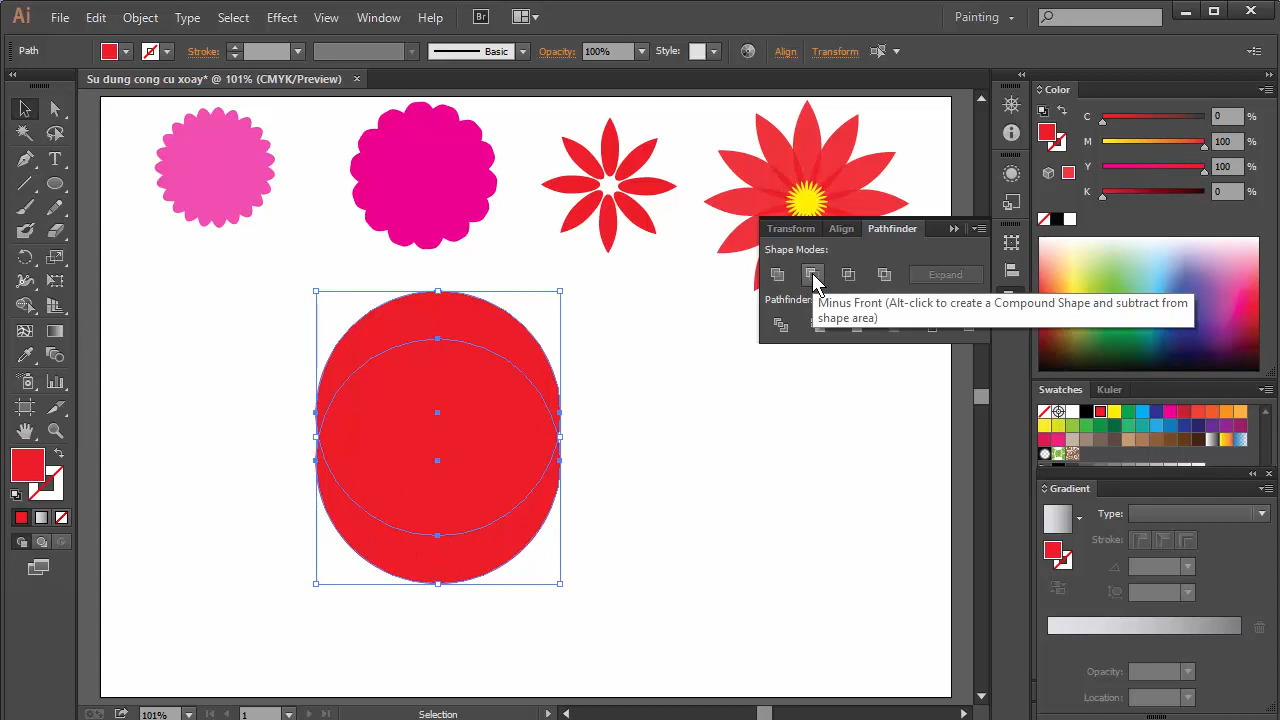 Ai File Edit Object Type Select Effect View Window Help Br Painting
Path Stroke: Basic Opacity: 100% Style: Align Transform
Su dung cong cu xoay* @ 101% (CMYK/Preview) ×
Color
C 0 %
M 100 %
Y 100 %
K 0 %
Transform Align Pathfinder
Shape Modes:
Expand
Pathfinder
Minus Front (Alt-click to create a Compound Shape and subtract from
shape area)
Swatches Kuler
Gradient
Type:
Stroke:
Opacity: %
Location: %
101% 1 Selection